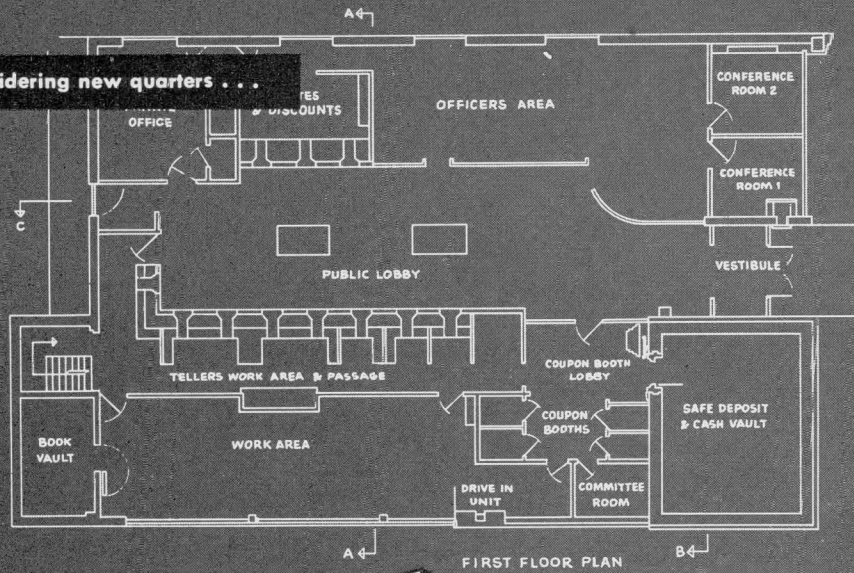 A
idering new quarters . . .
OFFICE
& DISCOUNTS
OFFICERS AREA
CONFERENCE
ROOM 2
CONFERENCE
ROOM 1
C
PUBLIC LOBBY
VESTIBULE
TELLERS WORK AREA & PASSAGE
COUPON BOOTH
LOBBY
COUPON
BOOTHS
SAFE DEPOSIT
& CASH VAULT
BOOK
VAULT
WORK AREA
DRIVE IN
UNIT
COMMITTEE
ROOM
A
B
FIRST FLOOR PLAN